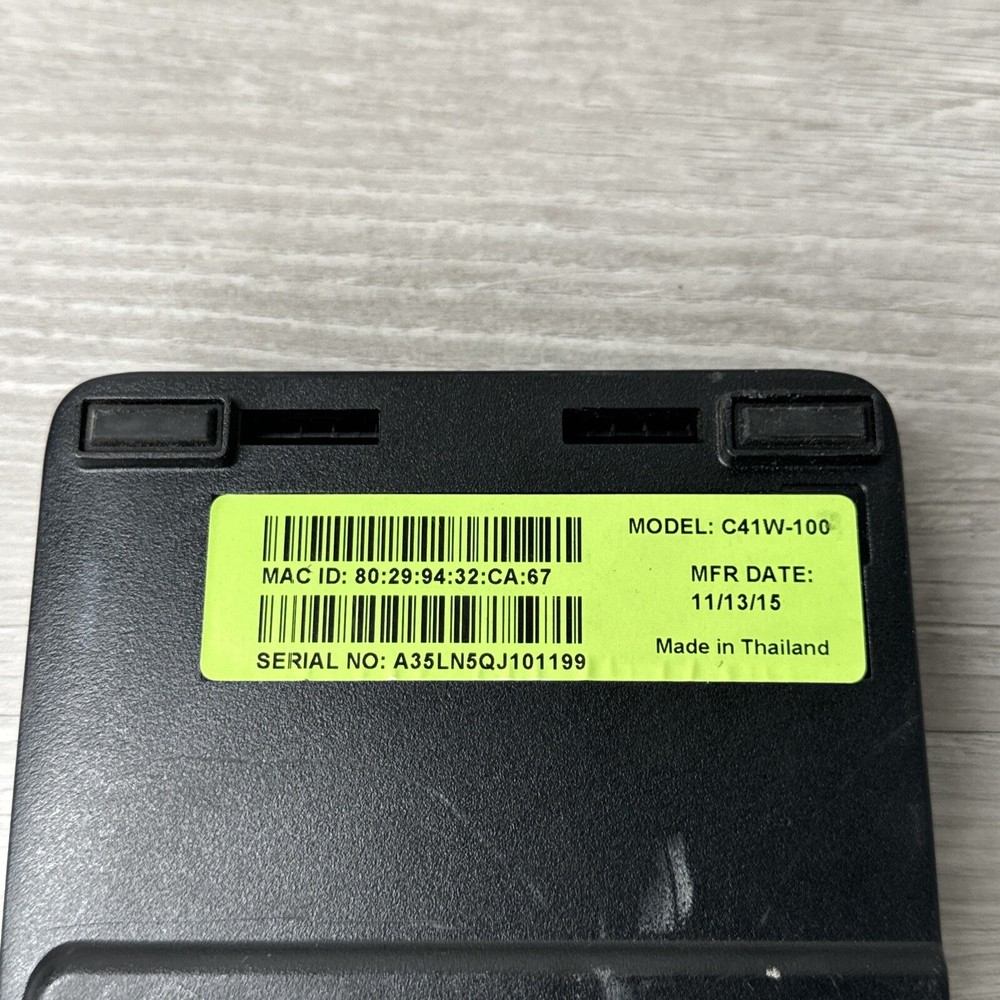 MAC ID: 80:29:94:32:CA:67
SERIAL NO: A35LN5QJ101199
MODEL: C41W-100
MFR DATE:
11/13/15
Made in Thailand